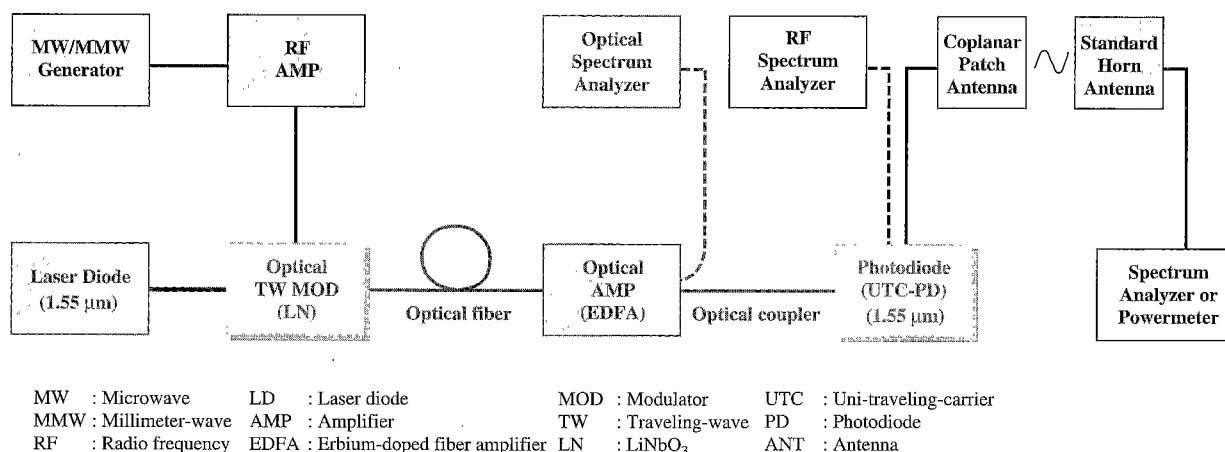 MW/MMW
Generator
RF
AMP
Optical
Spectrum
Analyzer
RF
Spectrum
Analyzer
Coplanar
Patch
Antenna
Standard
Horn
Antenna
Laser Diode
(1.55 μm)
Optical
TW MOD
(LN)
Optical fiber
Optical
AMP
(EDFA)
Optical coupler
Photodiode
(UTC-PD)
(1.55 μm)
Spectrum
Analyzer or
Powermeter
MW : Microwave LD : Laser diode MOD : Modulator UTC : Uni-traveling-carrier
MMW : Millimeter-wave AMP : Amplifier TW : Traveling-wave PD : Photodiode
RF : Radio frequency EDFA : Erbium-doped fiber amplifier LN : LiNbO₃ ANT : Antenna